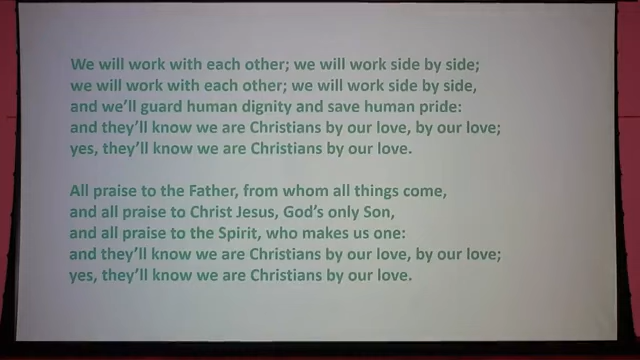 We will work with each other; we will work side by side;
we will work with each other; we will work side by side,
and we'll guard human dignity and save human pride:
and they'll know we are Christians by our love, by our love;
yes, they'll know we are Christians by our love.
All praise to the Father, from whom all things come,
and all praise to Christ Jesus, God's only Son,
and all praise to the Spirit, who makes us one:
and they'll know we are Christians by our love, by our love;
yes, they'll know we are Christians by our love.